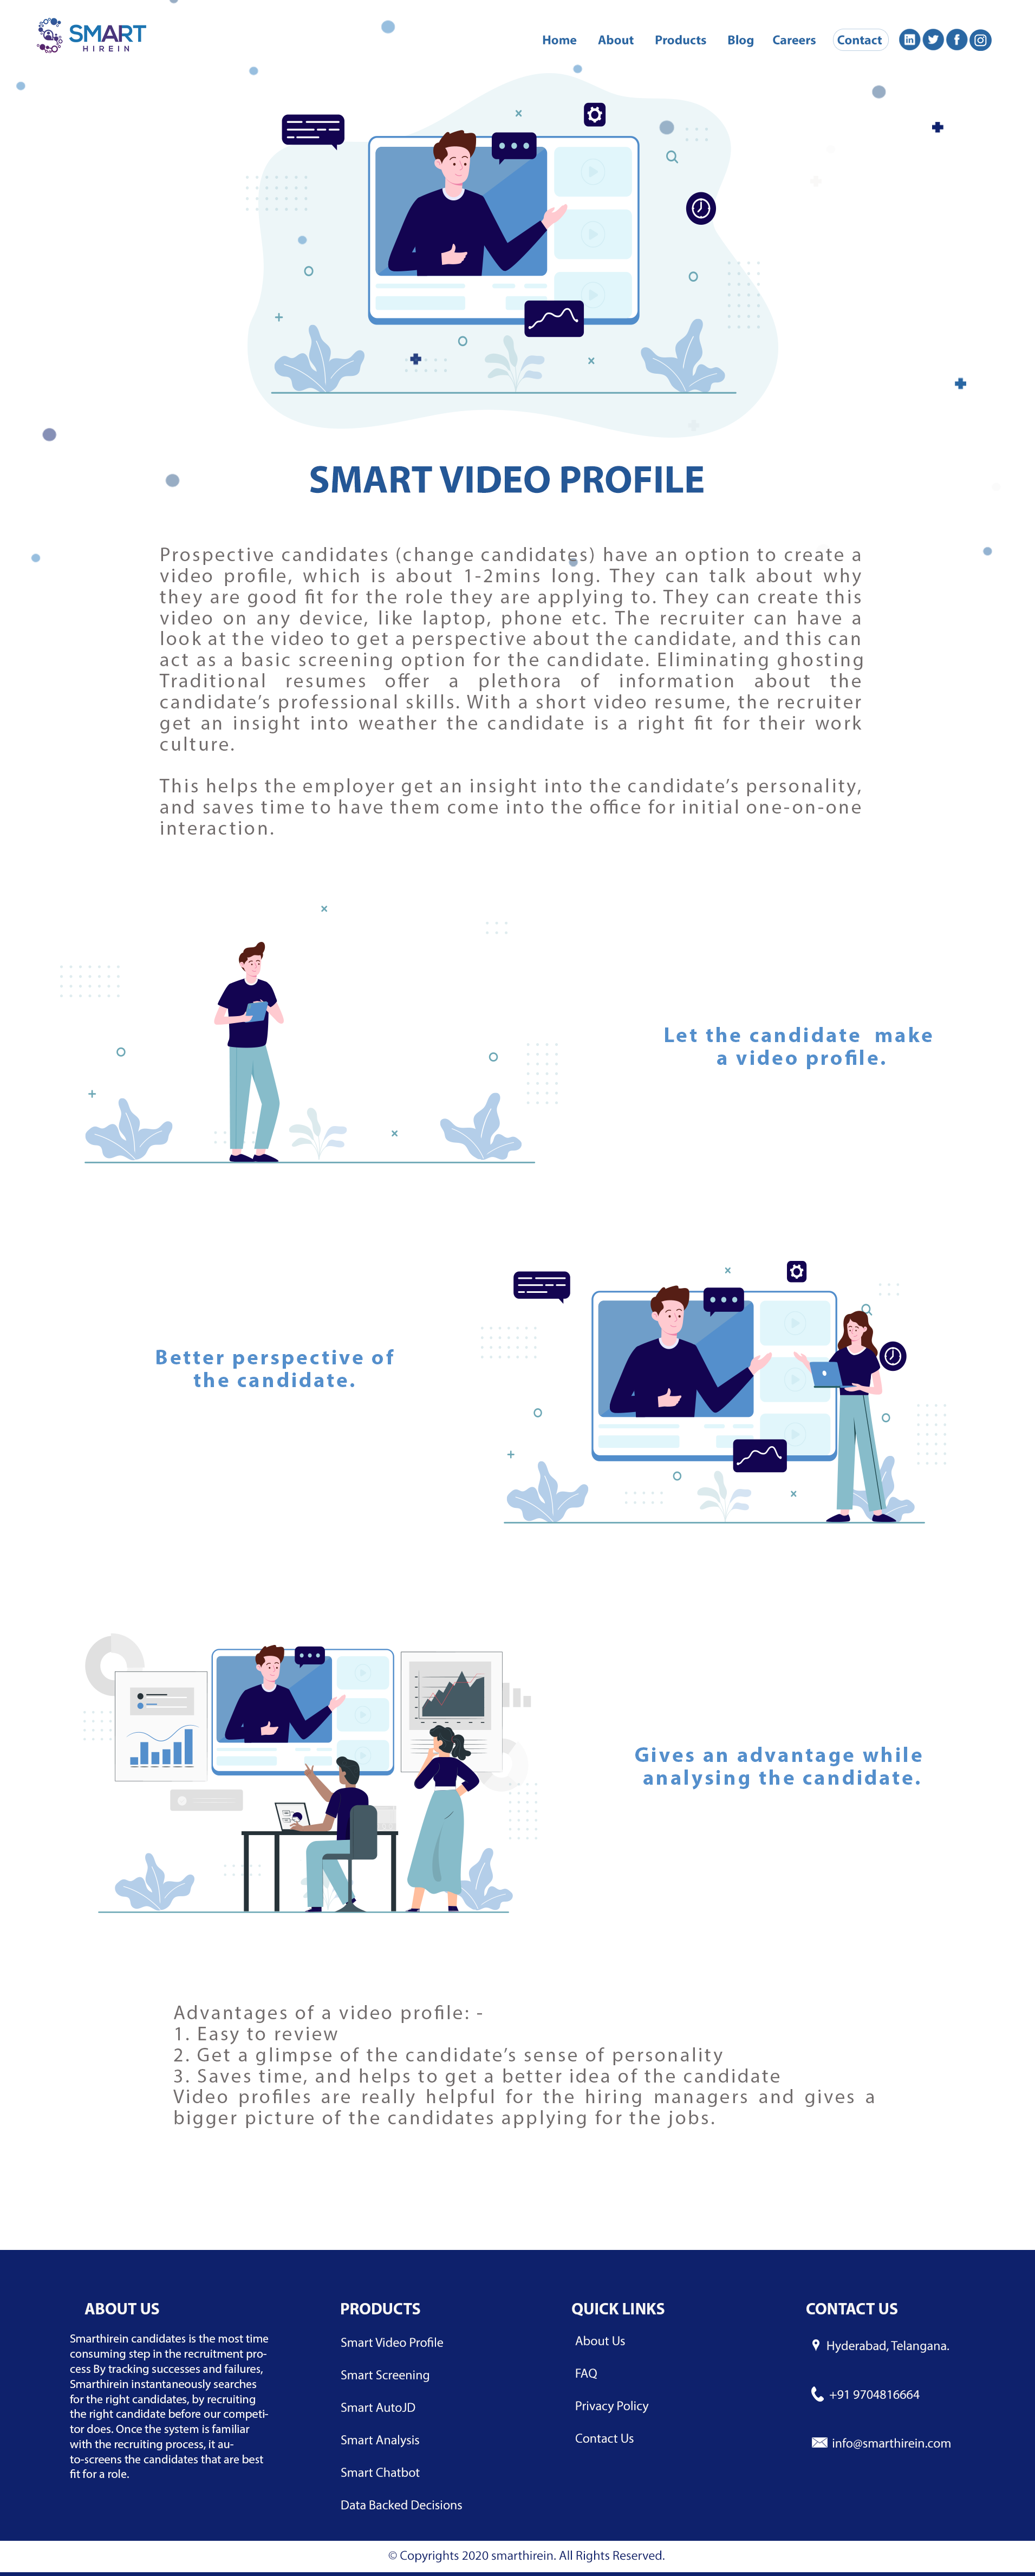 SMART
HIREIN
Home About Products Blog Careers Contact
SMART VIDEO PROFILE
Prospective candidates (change candidates) have an option to create a
video profile, which is about 1-2mins long. They can talk about why
they are good fit for the role they are applying to. They can create this
video on any device, like laptop, phone etc. The recruiter can have a
look at the video to get a perspective about the candidate, and this can
act as a basic screening option for the candidate. Eliminating ghosting
Traditional resumes offer a plethora of information about the
candidate’s professional skills. With a short video resume, the recruiter
get an insight into weather the candidate is a right fit for their work
culture.
This helps the employer get an insight into the candidate’s personality,
and saves time to have them come into the office for initial one-on-one
interaction.
Let the candidate make
a video profile.
Better perspective of
the candidate.
Gives an advantage while
analysing the candidate.
Advantages of a video profile: -
1. Easy to review
2. Get a glimpse of the candidate’s sense of personality
3. Saves time, and helps to get a better idea of the candidate
Video profiles are really helpful for the hiring managers and gives a
bigger picture of the candidates applying for the jobs.
ABOUT US
Smarthirein candidates is the most time
consuming step in the recruitment pro-
cess By tracking successes and failures,
Smarthirein instantaneously searches
for the right candidates, by recruiting
the right candidate before our competi-
tor does. Once the system is familiar
with the recruiting process, it au-
to-screens the candidates that are best
fit for a role.
PRODUCTS
Smart Video Profile
Smart Screening
Smart AutoJD
Smart Analysis
Smart Chatbot
Data Backed Decisions
QUICK LINKS
About Us
FAQ
Privacy Policy
Contact Us
CONTACT US
Hyderabad, Telangana.
+91 9704816664
info@smarthirein.com
© Copyrights 2020 smarthirein. All Rights Reserved.